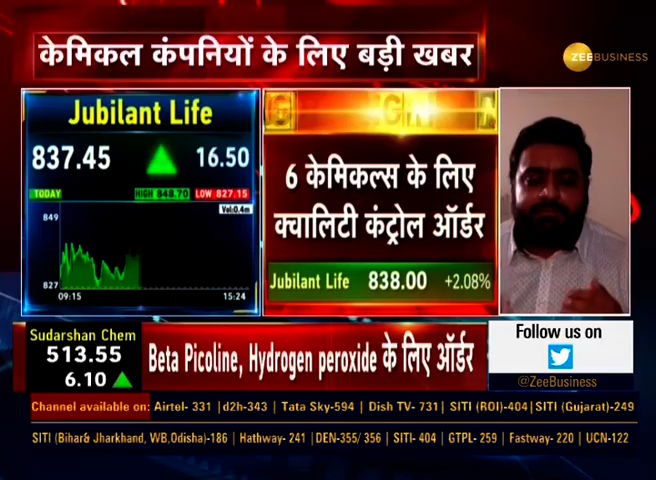 केमिकल कंपनियों के लिए बड़ी खबर
ZEEBUSINESS
Jubilant Life
837.45 16.50
TODAY HIGH 848.70 LOW 827.15
Vol:0.4m
849
827
09:15 15:24
6 केमिकल्स के लिए
क्वालिटी कंट्रोल ऑर्डर
Jubilant Life 838.00 +2.08%
Sudarshan Chem
513.55
6.10
Beta Picoline, Hydrogen peroxide के लिए ऑर्डर
Follow us on
@ZeeBusiness
Channel available on: Airtel- 331 |d2h-343 | Tata Sky-594 | Dish TV- 731| SITI (ROI)-404|SITI (Gujarat)-249
SITI (Bihar& Jharkhand, WB,Odisha)-186 | Hathway- 241 |DEN-355/ 356 | SITI- 404 | GTPL- 259 | Fastway- 220 | UCN-122